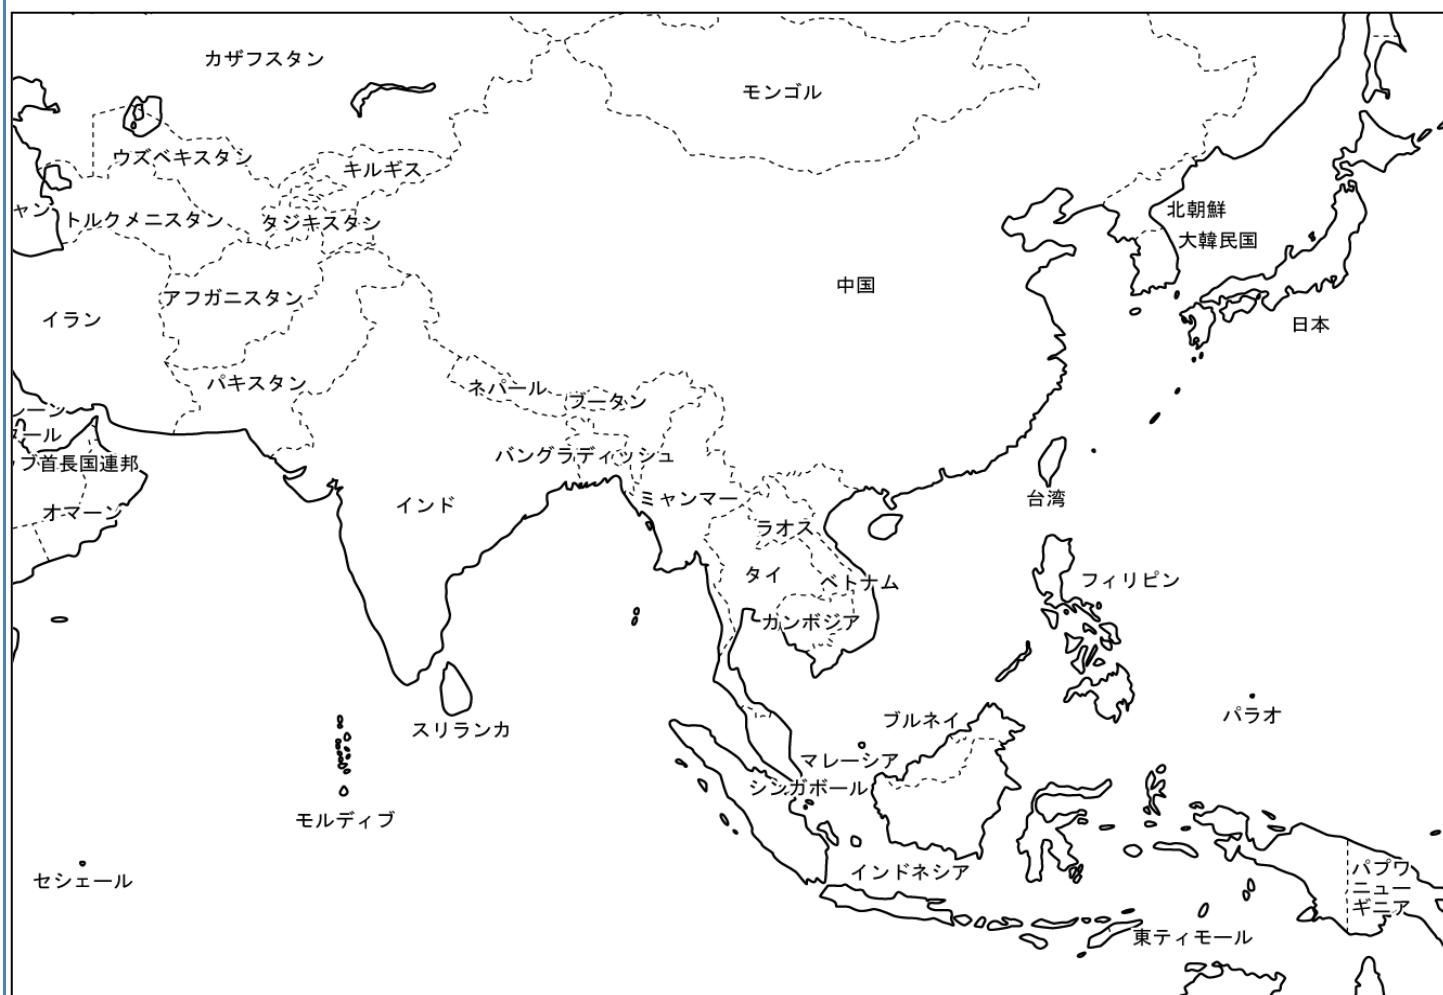 カザフスタン
モンゴル
ウズベキスタン
キルギス
ャン
トルクメニスタン
タジキスタン
北朝鮮
大韓民国
中国
アフガニスタン
イラン
日本
パキスタン
ネパール
ブータン
レーン
ール
ブ首長国連邦
バングラディッシュ
オマーン
インド
ミャンマー
台湾
ラオス
タイ
ベトナム
フィリピン
カンボジア
スリランカ
ブルネイ
パラオ
マレーシア
シンガポール
モルディブ
セシェール
インドネシア
パプワ
ニュー
ギニア
東ティモール